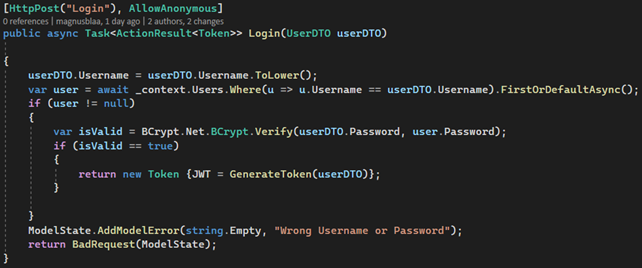 [HttpPost("Login"), AllowAnonymous]
0 references | magnusblaa, 1 day ago | 2 authors, 2 changes
public async Task<ActionResult<Token>> Login(UserDTO userDTO)
{
userDTO.Username = userDTO.Username.ToLower();
var user = await _context.Users.Where(u => u.Username == userDTO.Username).FirstOrDefaultAsync();
if (user != null)
{
var isValid = BCrypt.Net.BCrypt.Verify(userDTO.Password, user.Password);
if (isValid == true)
{
return new Token {JWT = GenerateToken(userDTO)};
}
}
ModelState.AddModelError(string.Empty, "Wrong Username or Password");
return BadRequest(ModelState);
}